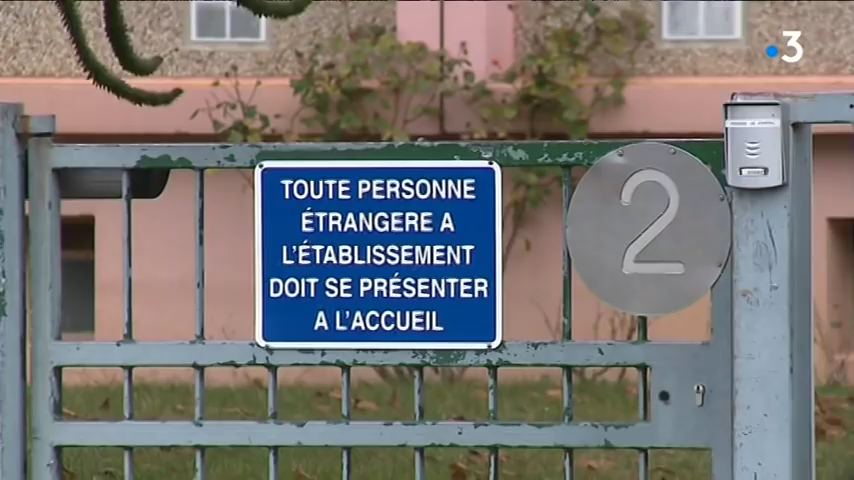 3
TOUTE PERSONNE
ÉTRANGERE A
L'ÉTABLISSEMENT
DOIT SE PRÉSENTER
A L'ACCUEIL
2